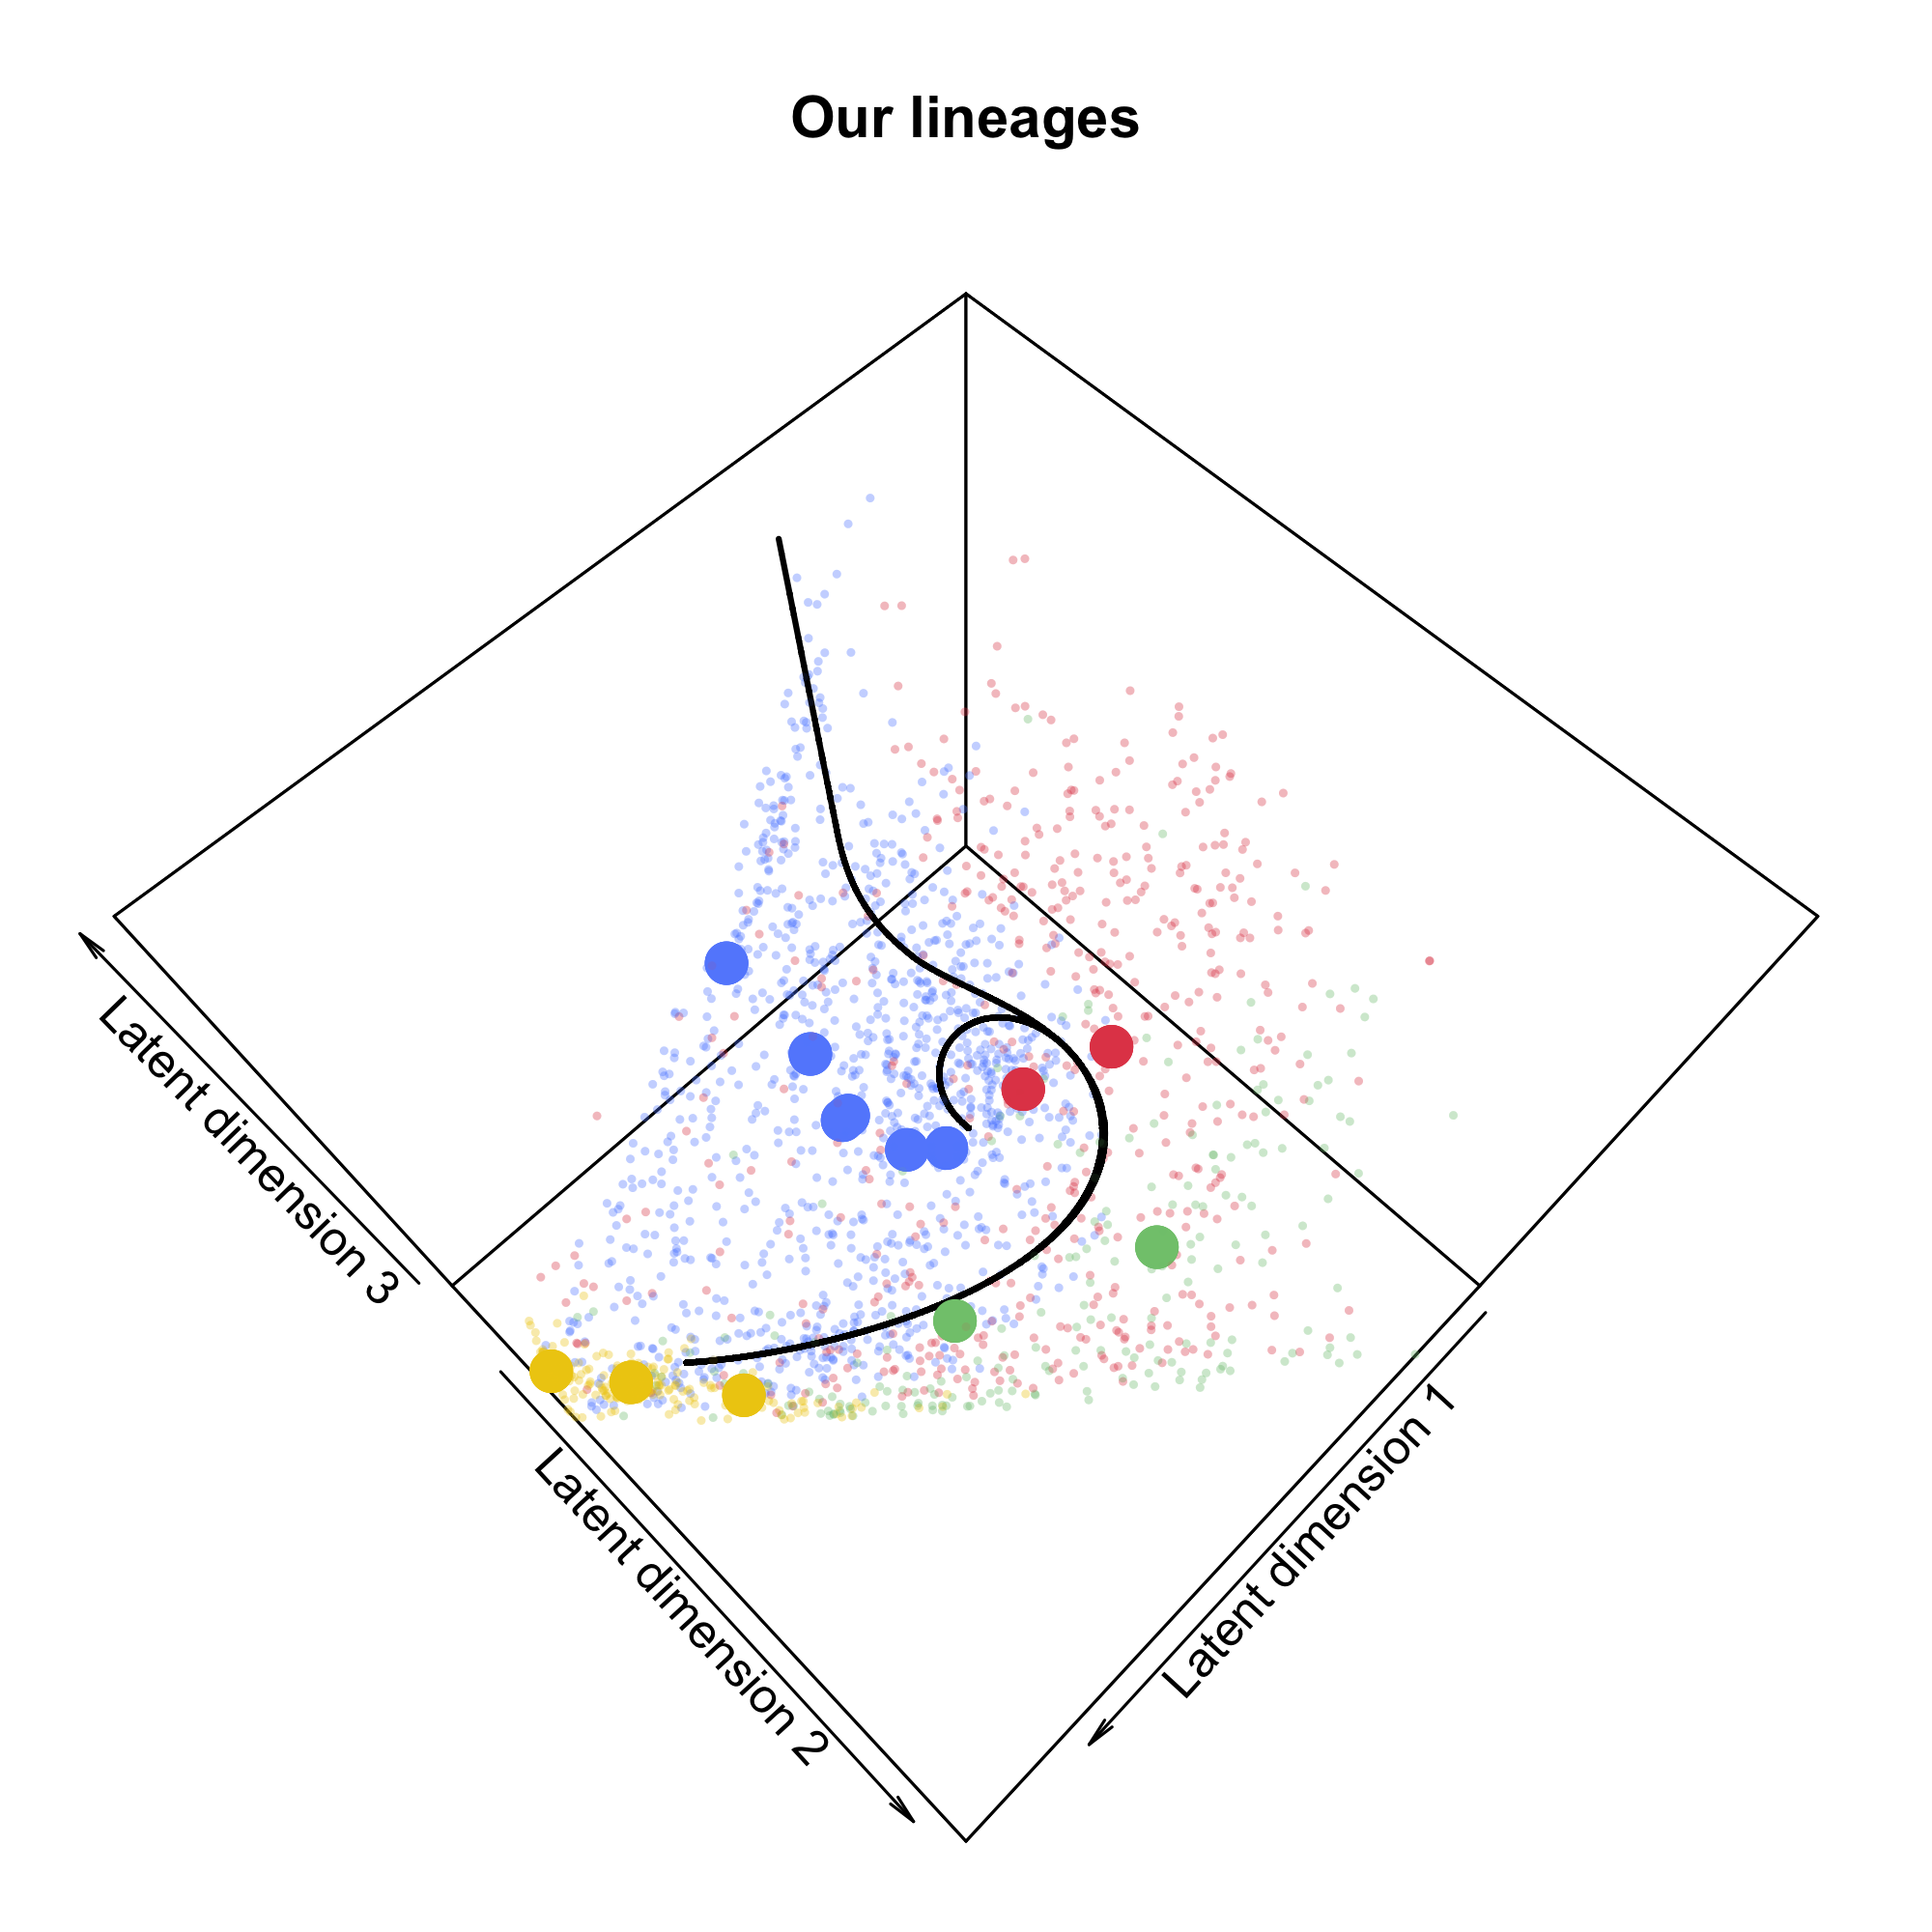 Our lineages
Latent dimension 3
Latent dimension 2
Latent dimension 1